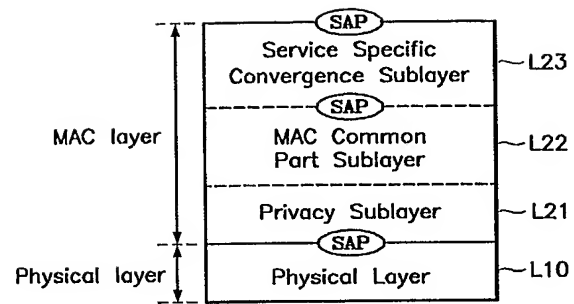 SAP
Service Specific
Convergence Sublayer
L23
SAP
MAC layer
MAC Common
Part Sublayer
L22
Privacy Sublayer
L21
SAP
Physical layer
Physical Layer
L10